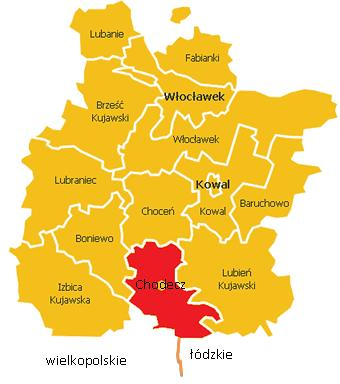 Lubanie
Fabianki
Włocławek
Brześć
Kujawski
Włocławek
Lubraniec
Kowal
Choceń
Kowal
Baruchowo
Boniewo
Izbica
Kujawska
Chodecz
Lubień
Kujawski
wielkopolskie
łódzkie